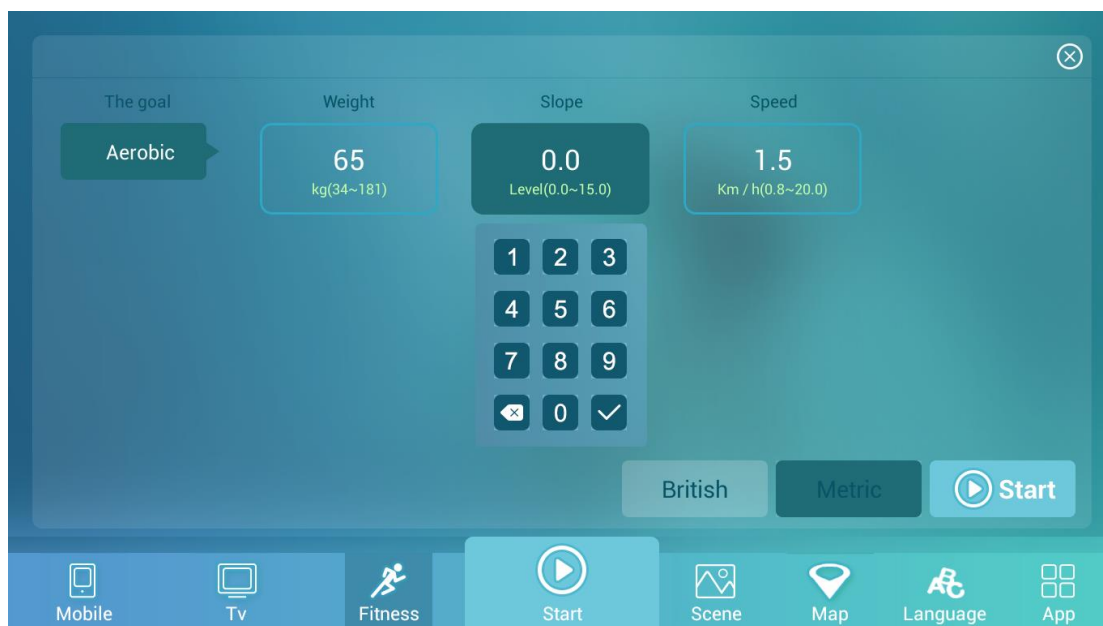 The goal
Weight
Slope
Speed
Aerobic
65
kg(34~181)
0.0
Level(0.0~15.0)
1.5
Km / h(0.8~20.0)
1 2 3
4 5 6
7 8 9
0
British
Metric
Start
Mobile
Tv
Fitness
Start
Scene
Map
ABC
Language
App